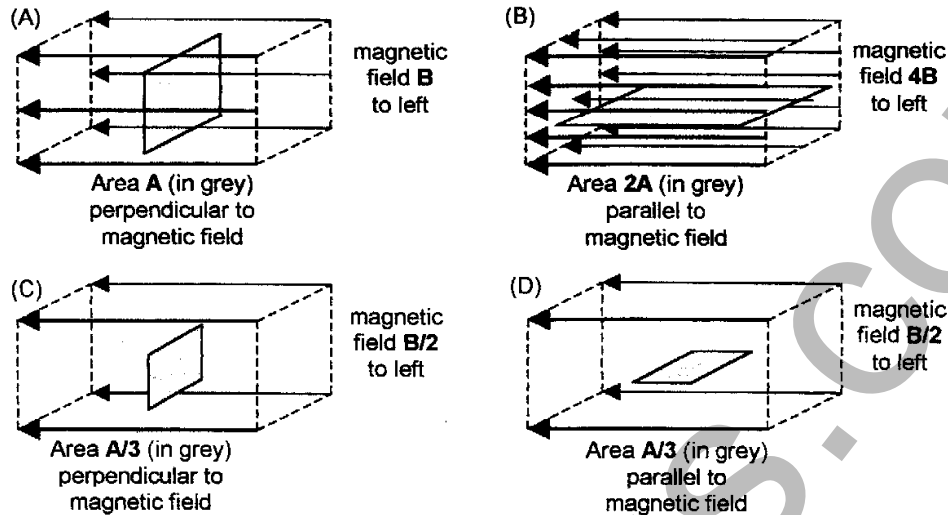 (A)
magnetic
field B
to left
Area A (in grey)
perpendicular to
magnetic field
(B)
magnetic
field 4B
to left
Area 2A (in grey)
parallel to
magnetic field
(C)
magnetic
field B/2
to left
Area A/3 (in grey)
perpendicular to
magnetic field
(D)
magnetic
field B/2
to left
Area A/3 (in grey)
parallel to
magnetic field